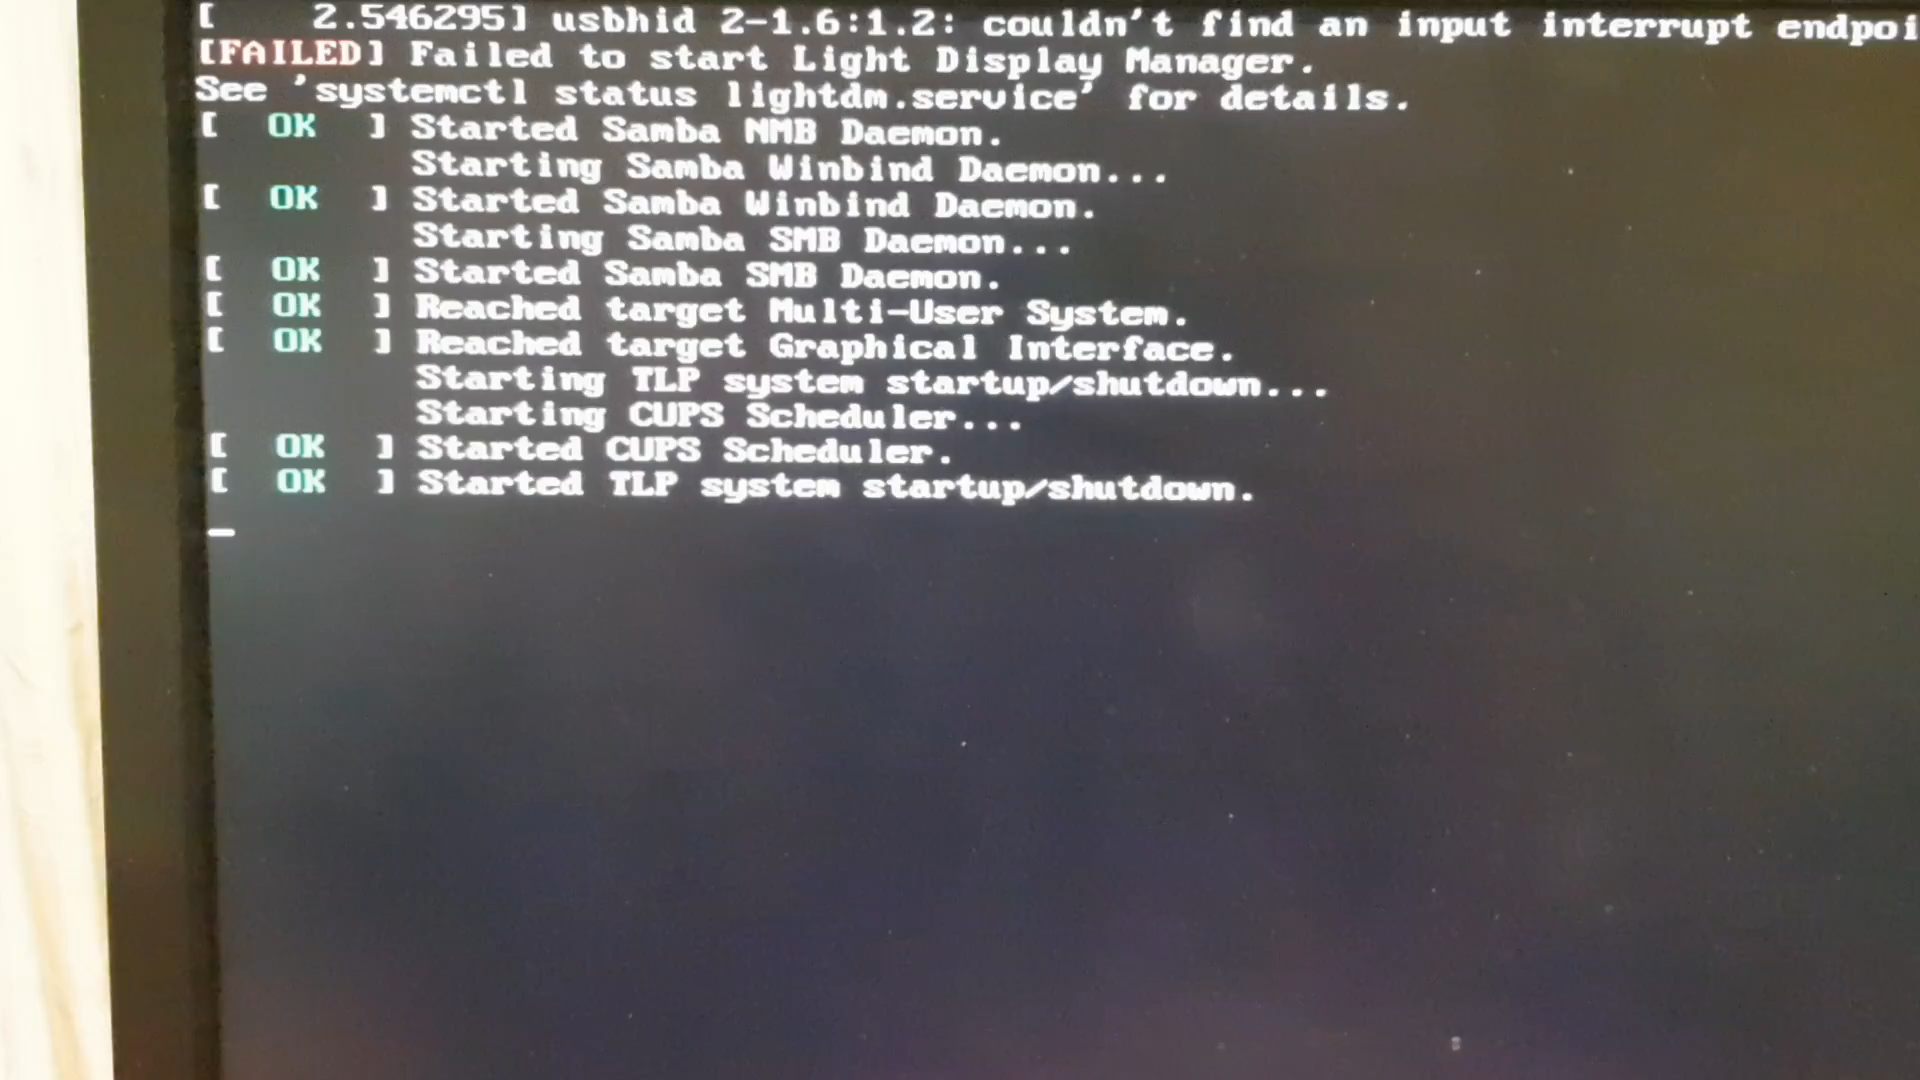 [    2.546295] usbhid 2-1.6:1.2: couldn't find an input interrupt endpoi
[FAILED] Failed to start Light Display Manager.
See 'systemctl status lightdm.service' for details.
[  OK  ] Started Samba NMB Daemon.
Starting Samba Winbind Daemon...
[  OK  ] Started Samba Winbind Daemon.
Starting Samba SMB Daemon...
[  OK  ] Started Samba SMB Daemon.
[  OK  ] Reached target Multi-User System.
[  OK  ] Reached target Graphical Interface.
Starting TLP system startup/shutdown...
Starting CUPS Scheduler...
[  OK  ] Started CUPS Scheduler.
[  OK  ] Started TLP system startup/shutdown.